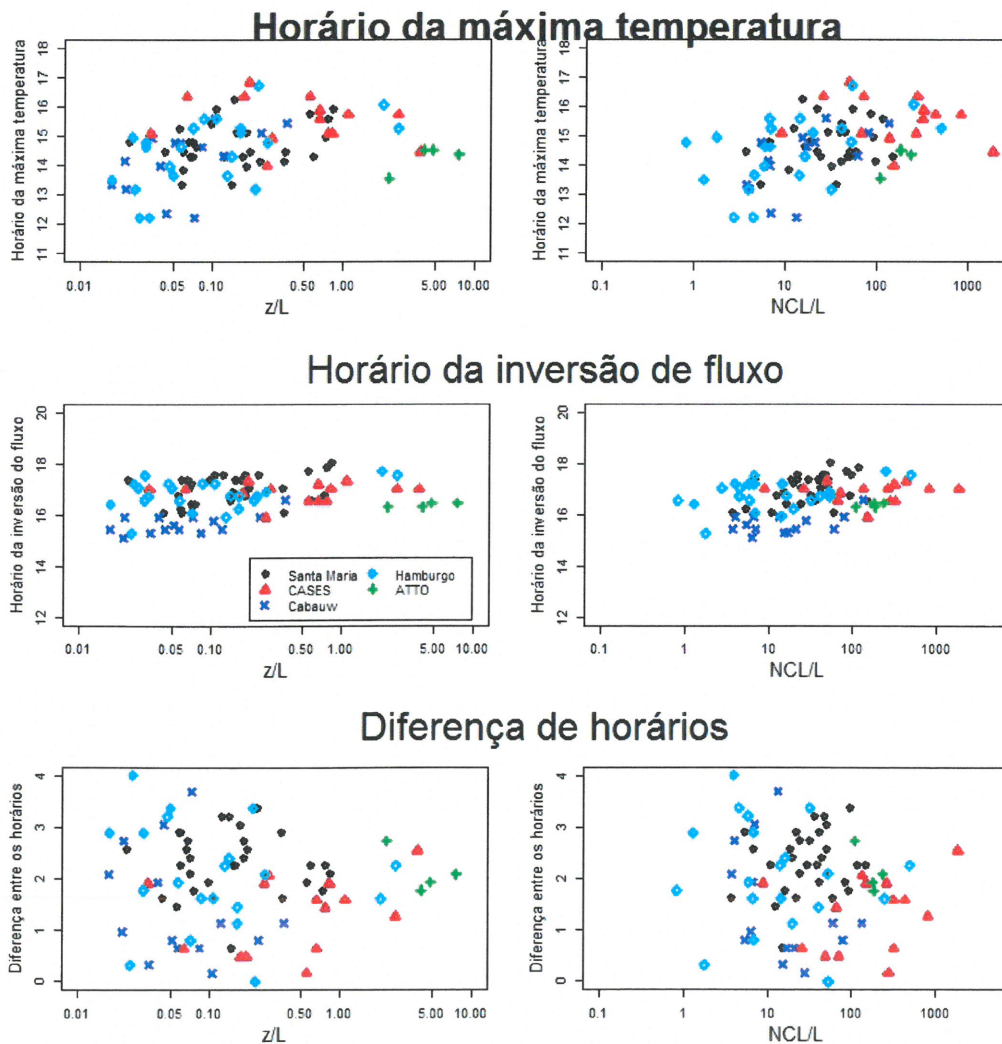 Horário da máxima temperatura
Horário da máxima temperatura
18
17
16
15
14
13
12
11
0.01 0.05 0.10 0.50 1.00 5.00 10.00
z/L
Horário da máxima temperatura
18
17
16
15
14
13
12
11
0.1 1 10 100 1000
NCL/L
Horário da inversão de fluxo
Horário da inversão do fluxo
20
18
16
14
12
Santa Maria
CASES
Cabauw
Hamburgo
ATTO
0.01 0.05 0.10 0.50 1.00 5.00 10.00
z/L
Horário da inversão do fluxo
20
18
16
14
12
0.1 1 10 100 1000
NCL/L
Diferença de horários
Diferença entre os horários
4
3
2
1
0
0.01 0.05 0.10 0.50 1.00 5.00 10.00
z/L
Diferença entre os horários
4
3
2
1
0
0.1 1 10 100 1000
NCL/L